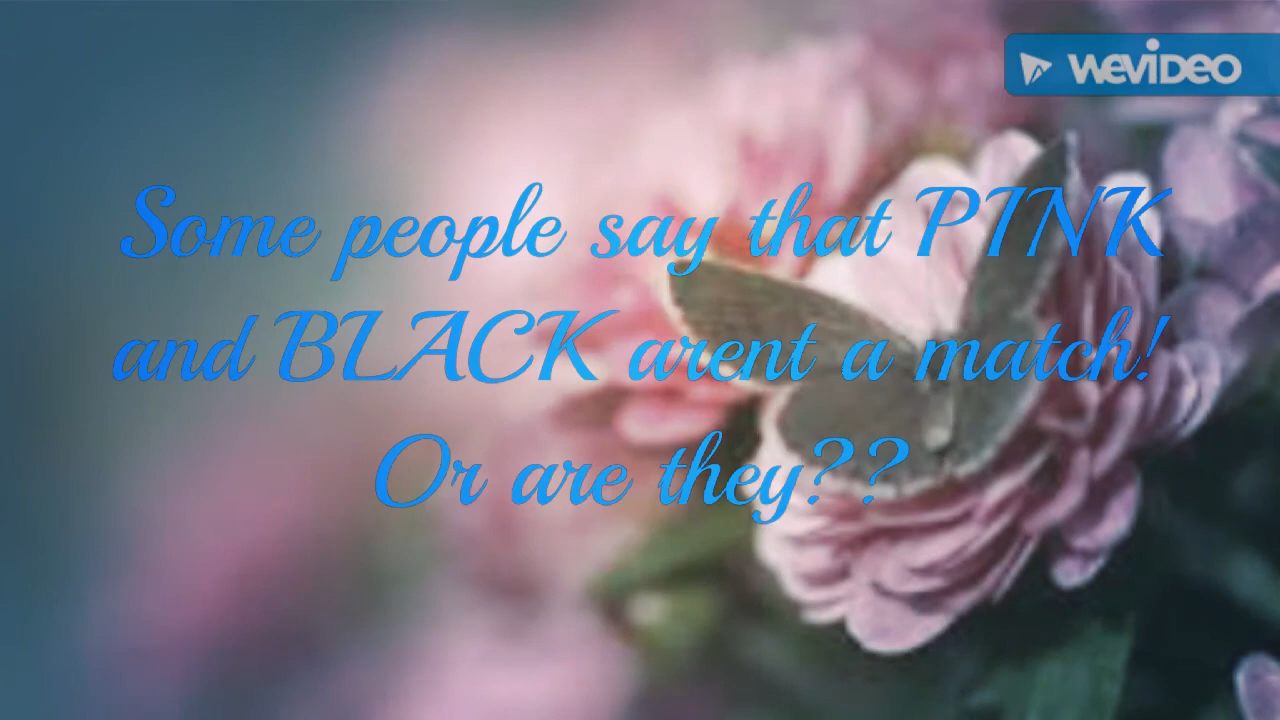 WEVIDEO
Some people say that PINK
and BLACK arent a match!
Or are they??